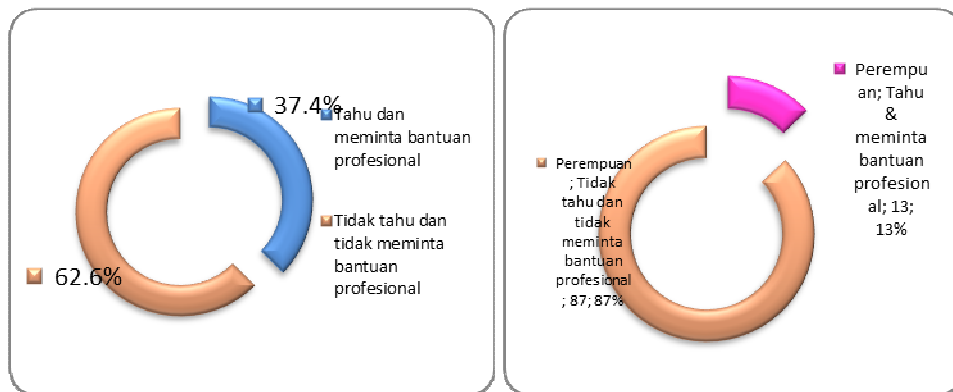 37.4%
Tahu dan
meminta bantuan
profesional
Tidak tahu dan
tidak meminta
bantuan
profesional
62.6%
Perempuan
; Tidak
tahu dan
tidak
meminta
bantuan
profesional
; 87; 87%
Perempu
an; Tahu
&
meminta
bantuan
profesion
al; 13;
13%